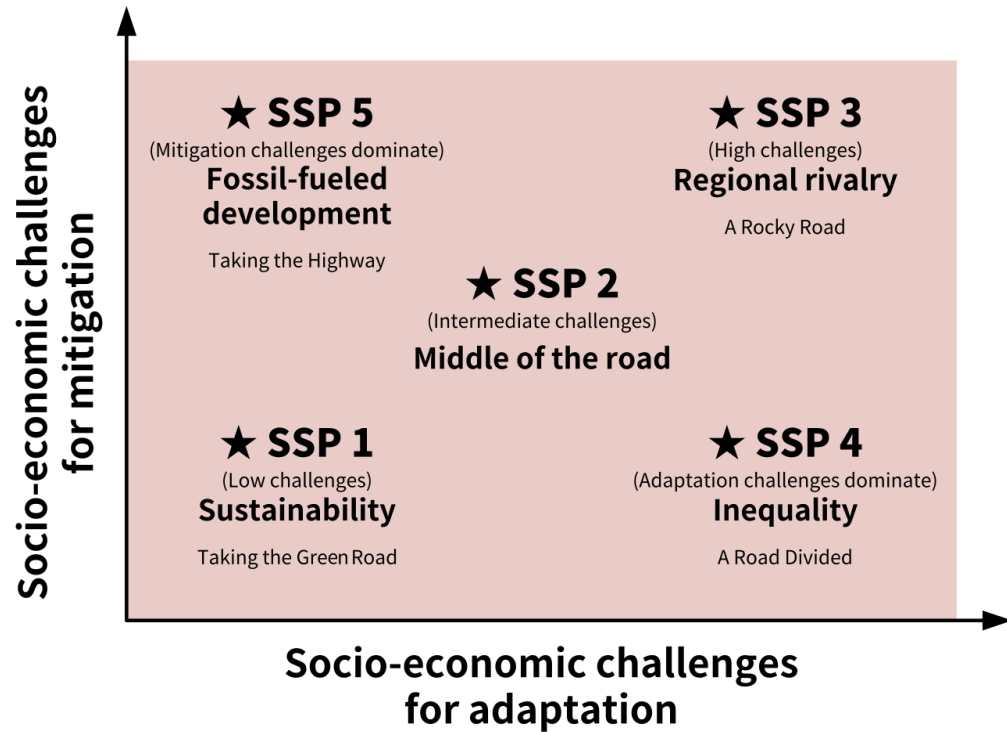 Socio-economic challenges
for mitigation
★ SSP 5
(Mitigation challenges dominate)
Fossil-fueled
development
Taking the Highway
★ SSP 3
(High challenges)
Regional rivalry
A Rocky Road
★ SSP 2
(Intermediate challenges)
Middle of the road
★ SSP 1
(Low challenges)
Sustainability
Taking the Green Road
★ SSP 4
(Adaptation challenges dominate)
Inequality
A Road Divided
Socio-economic challenges
for adaptation